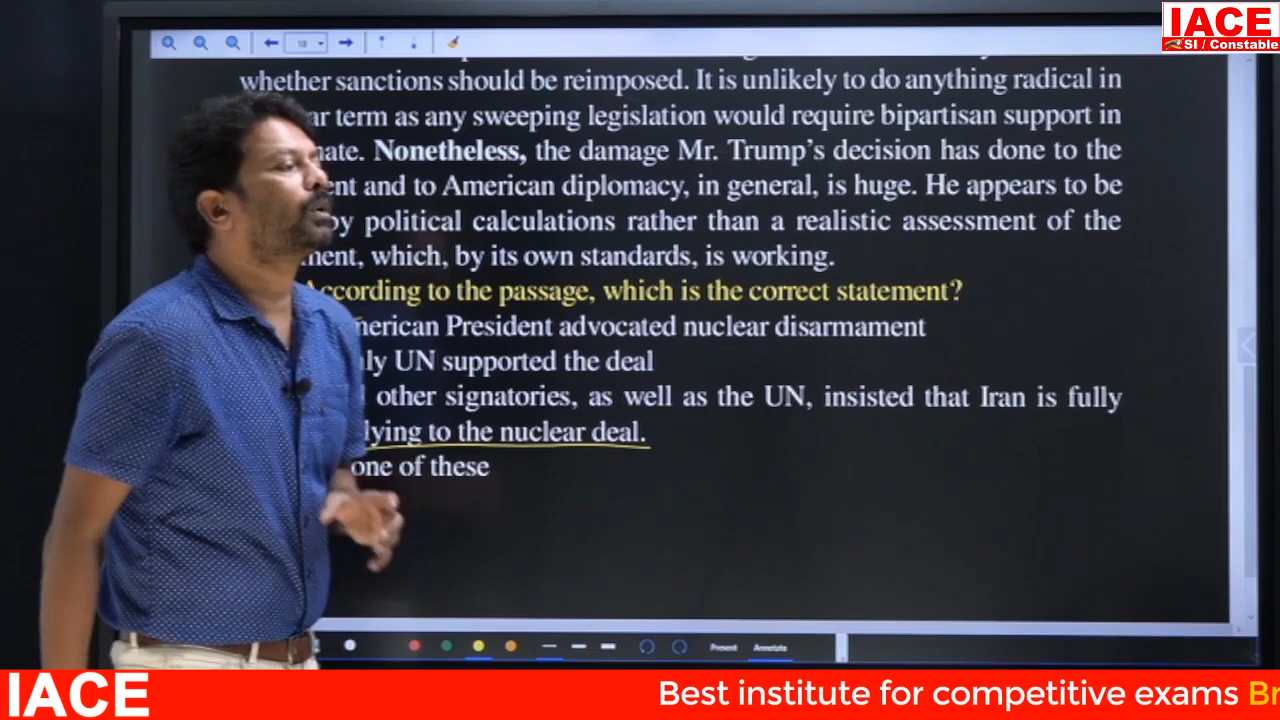 IACE
SI / Constable
18
whether sanctions should be reimposed. It is unlikely to do anything radical in
term as any sweeping legislation would require bipartisan support in
Nonetheless, the damage Mr. Trump's decision has done to the
and to American diplomacy, in general, is huge. He appears to be
by political calculations rather than a realistic assessment of the
which, by its own standards, is working.
According to the passage, which is the correct statement?
merican President advocated nuclear disarmament
ly UN supported the deal
other signatories, as well as the UN, insisted that Iran is fully
lying to the nuclear deal.
one of these
Present
Annotate
IACE
Best institute for competitive exams Br